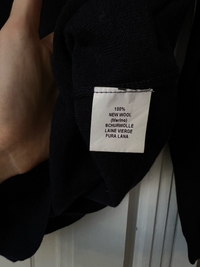 100%
NEW WOOL
(Merino)
SCHURWOLLE
LAINE VIERGE
PURA LANA